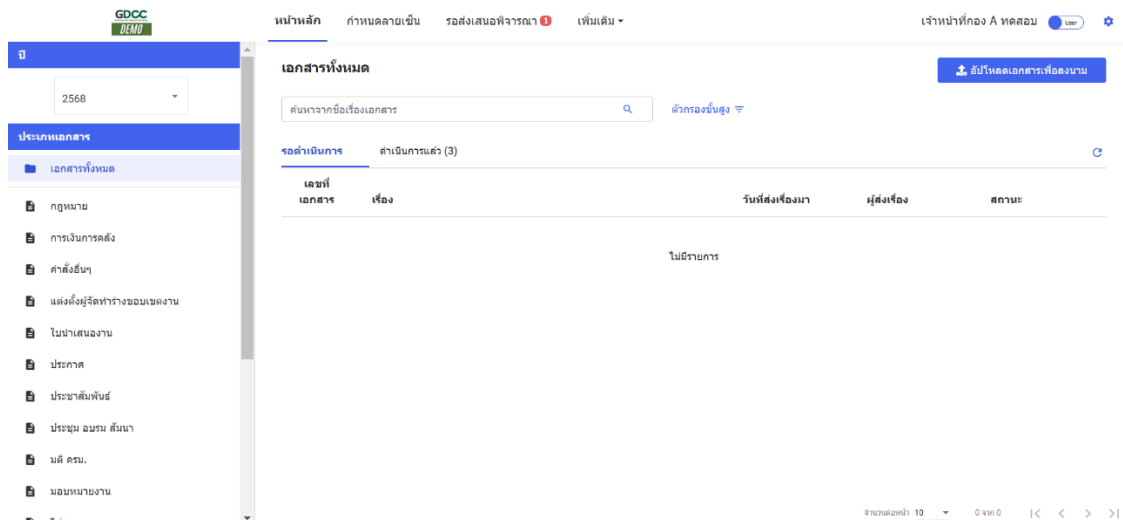 GDCC
DEMO
หน้าหลัก กำหนดลายเซ็น รอส่งเสนอพิจารณา 1 เพิ่มเติม
เจ้าหน้าที่กอง A ทดสอบ User
ปี
2568
ประเภทเอกสาร
เอกสารทั้งหมด
กฎหมาย
การเงินการคลัง
คำสั่งอื่นๆ
แต่งตั้งผู้จัดทำร่างขอบเขตงาน
ใบนำเสนองาน
ประกาศ
ประชาสัมพันธ์
ประชุม อบรม สัมนา
มติ ครม.
มอบหมายงาน
เอกสารทั้งหมด
อัปโหลดเอกสารเพื่อลงนาม
ค้นหาจากชื่อเรื่องเอกสาร
ตัวกรองขั้นสูง
รอดำเนินการ ดำเนินการแล้ว (3)
เลขที่
เอกสาร เรื่อง วันที่ส่งเรื่องมา ผู้ส่งเรื่อง สถานะ
ไม่มีรายการ
จำนวนต่อหน้า 10 0 จาก 0